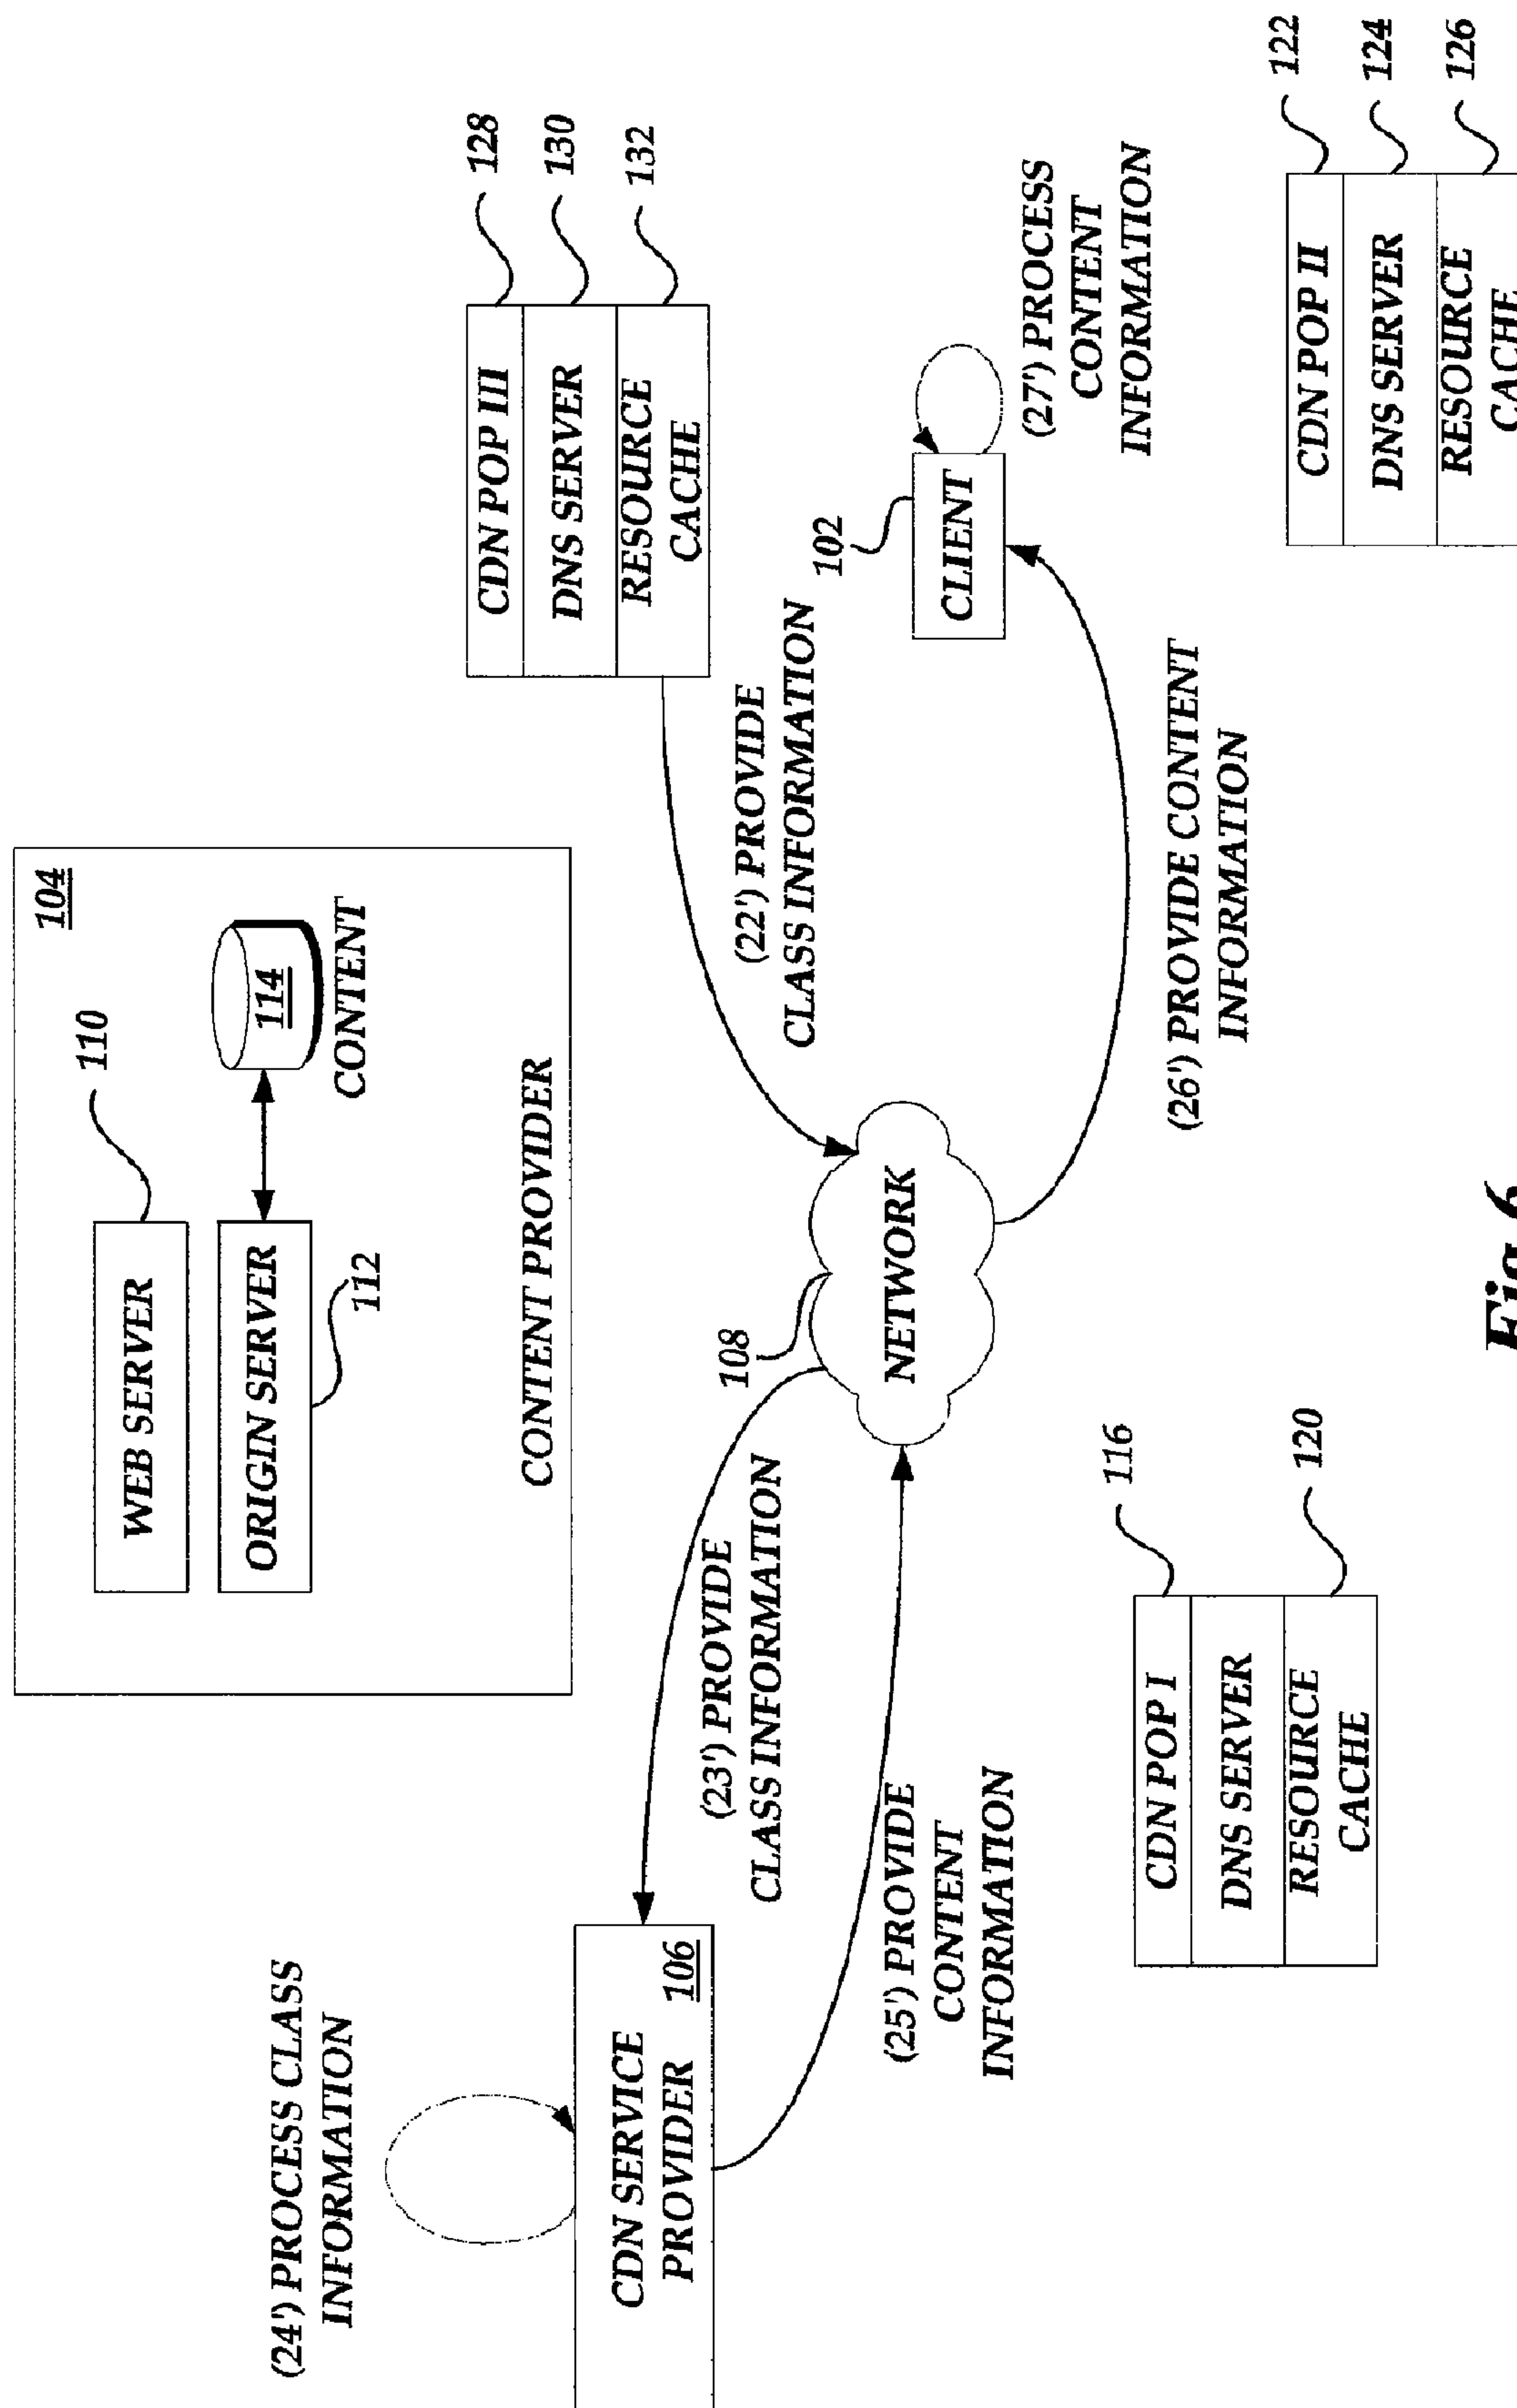 104
WEB SERVER
110
ORIGIN SERVER
112
114
CONTENT
CONTENT PROVIDER
(24') PROCESS CLASS
INFORMATION
CDN SERVICE
PROVIDER
106
(23') PROVIDE
CLASS INFORMATION
(25') PROVIDE
CONTENT
INFORMATION
108
NETWORK
(22') PROVIDE
CLASS INFORMATION
CDN POP III
DNS SERVER
RESOURCE
CACHE
128
130
132
102
CLIENT
(27') PROCESS
CONTENT
INFORMATION
(26') PROVIDE CONTENT
INFORMATION
CDN POP I
DNS SERVER
RESOURCE
CACHE
116
120
CDN POP II
DNS SERVER
RESOURCE
CACHE
122
124
126
Fig.6